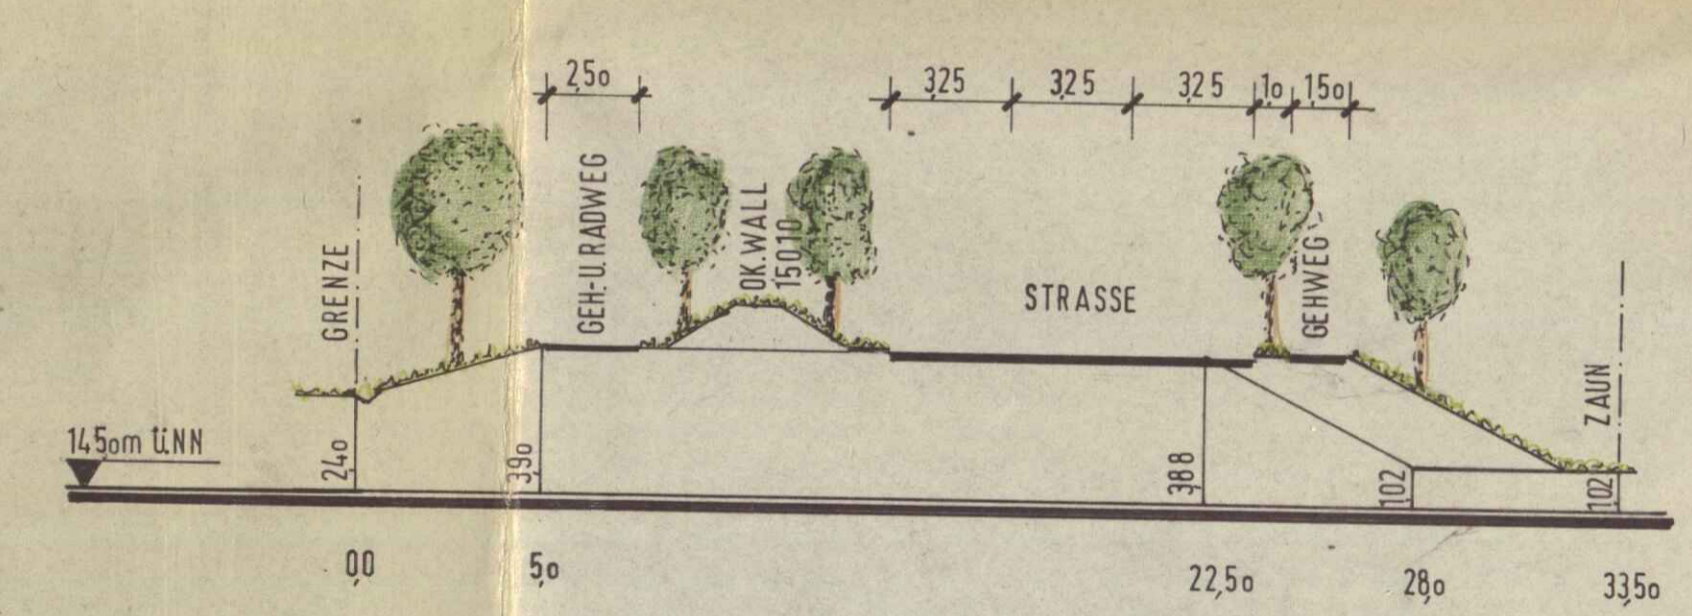 2,50
3,25
3,25
3,25
1,0
1,50
GRENZE
GEH-U.RADWEG
OK.WALL
150,10
STRASSE
GEHWEG
ZAUN
145,0m Ü.NN
2,40
3,90
3,88
1,02
1,02
0,0
5,0
22,50
28,0
33,50